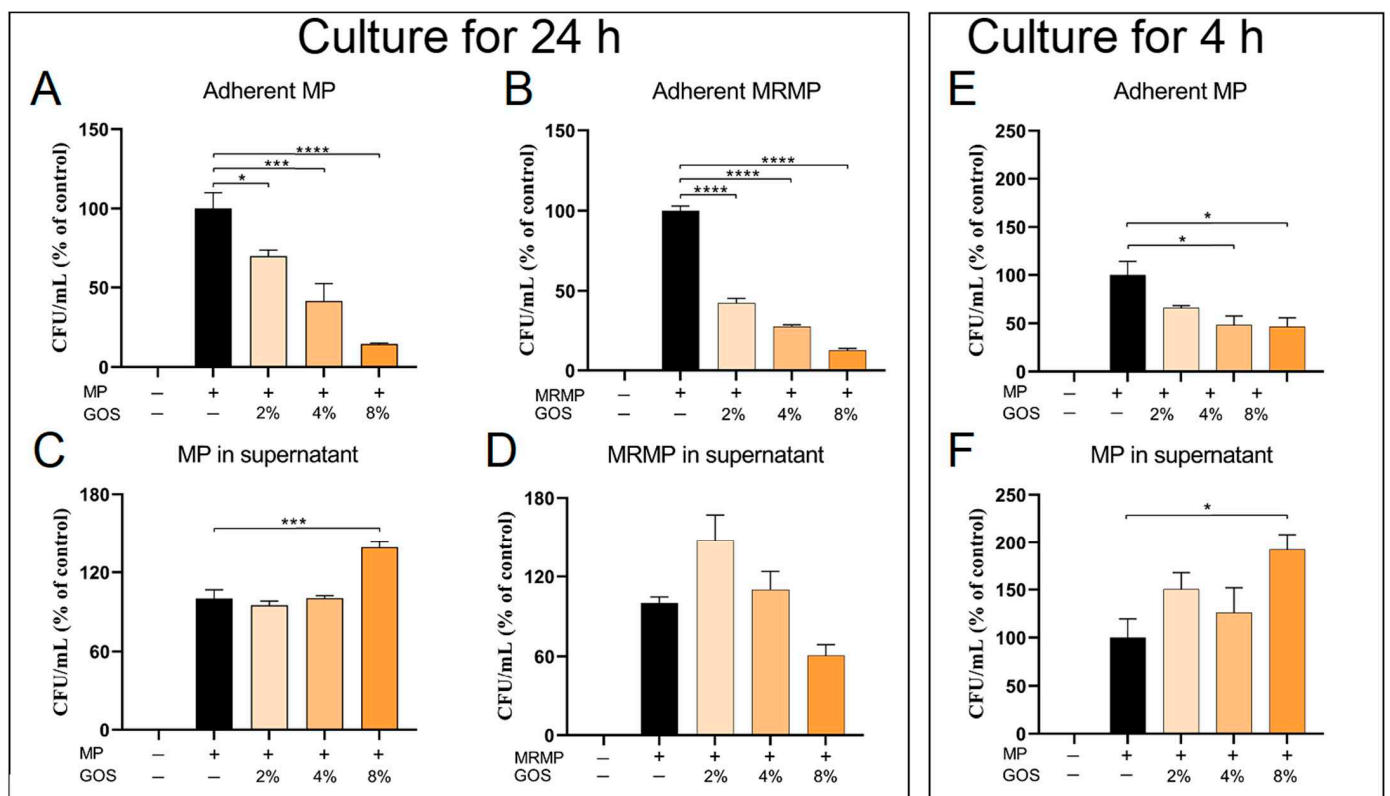 Culture for 24 h
A
Adherent MP
CFU/mL (% of control)
150
100
50
0
* *** ****
MP – + + + +
GOS – – 2% 4% 8%
B
Adherent MRMP
CFU/mL (% of control)
150
100
50
0
**** **** ****
MRMP – + + + +
GOS – – 2% 4% 8%
C
MP in supernatant
CFU/mL (% of control)
180
120
60
0
***
MP – + + + +
GOS – – 2% 4% 8%
D
MRMP in supernatant
CFU/mL (% of control)
180
120
60
0
MRMP – + + + +
GOS – – 2% 4% 8%
Culture for 4 h
E
Adherent MP
CFU/mL (% of control)
250
200
150
100
50
0
* *
MP – + + + +
GOS – – 2% 4% 8%
F
MP in supernatant
CFU/mL (% of control)
250
200
150
100
50
0
*
MP – + + + +
GOS – – 2% 4% 8%